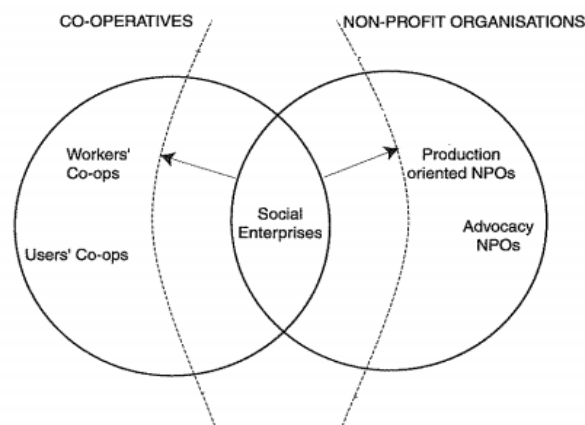 CO-OPERATIVES
NON-PROFIT ORGANISATIONS
Workers'
Co-ops
Users' Co-ops
Social
Enterprises
Production
oriented NPOs
Advocacy
NPOs